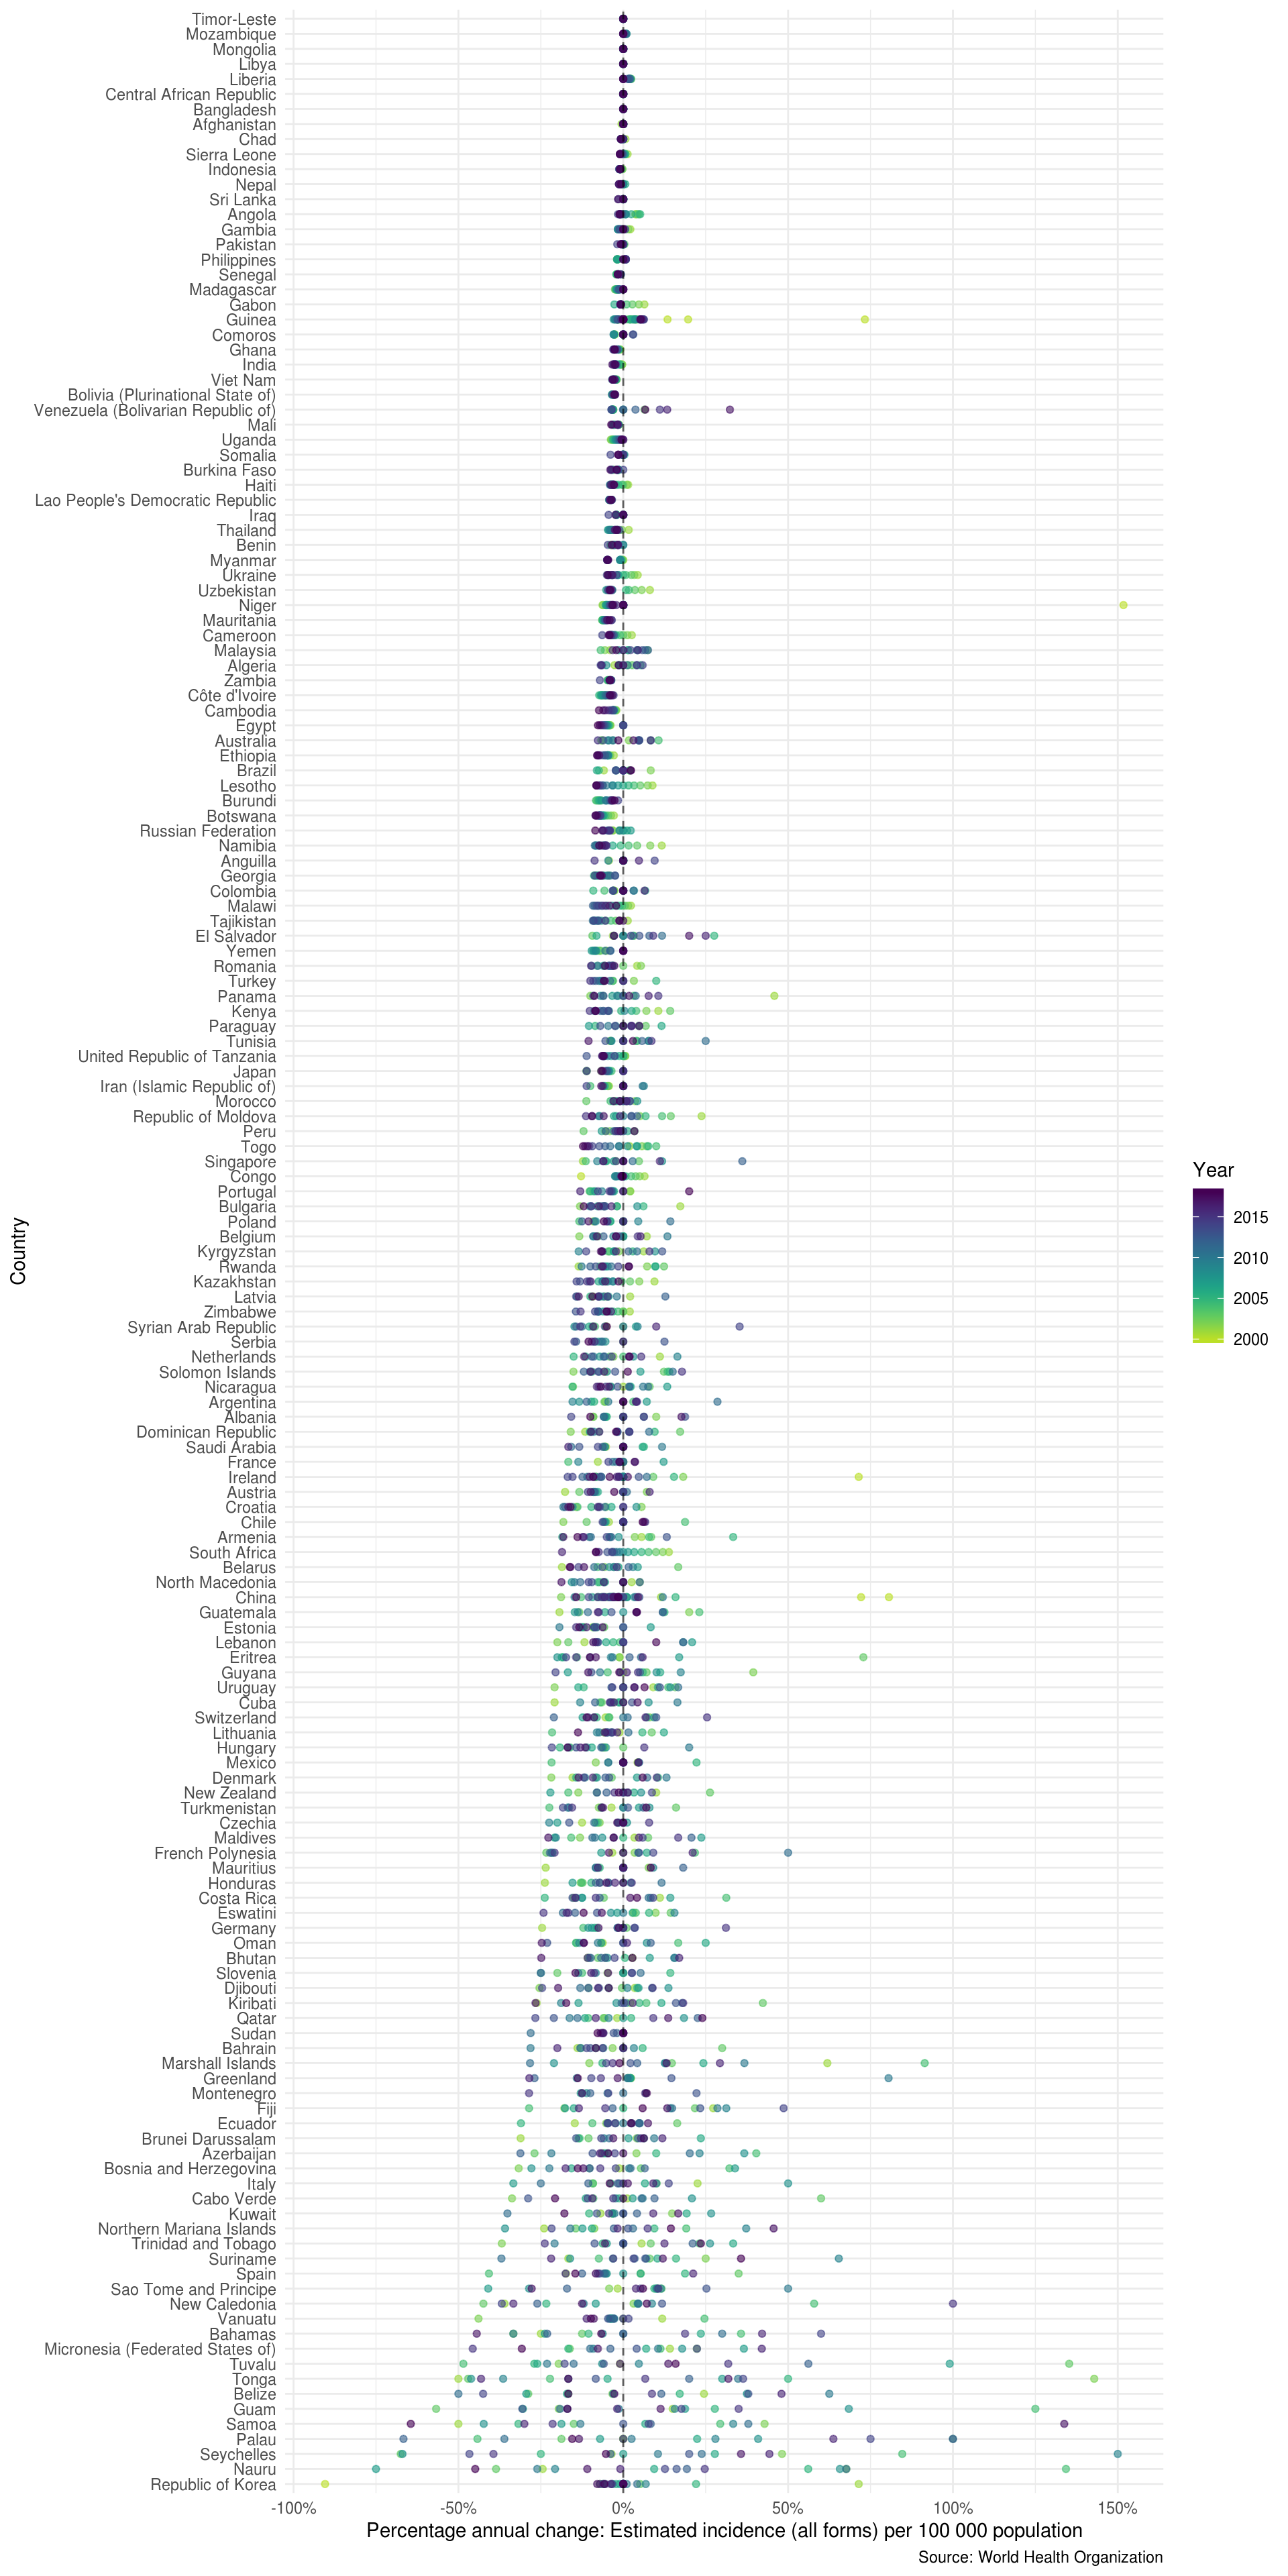 Timor-Leste
Mozambique
Mongolia
Libya
Liberia
Central African Republic
Bangladesh
Afghanistan
Chad
Sierra Leone
Indonesia
Nepal
Sri Lanka
Angola
Gambia
Pakistan
Philippines
Senegal
Madagascar
Gabon
Guinea
Comoros
Ghana
India
Viet Nam
Bolivia (Plurinational State of)
Venezuela (Bolivarian Republic of)
Mali
Uganda
Somalia
Burkina Faso
Haiti
Lao People's Democratic Republic
Iraq
Thailand
Benin
Myanmar
Ukraine
Uzbekistan
Niger
Mauritania
Cameroon
Malaysia
Algeria
Zambia
Côte d'Ivoire
Cambodia
Egypt
Australia
Ethiopia
Brazil
Lesotho
Burundi
Botswana
Russian Federation
Namibia
Anguilla
Georgia
Colombia
Malawi
Tajikistan
El Salvador
Yemen
Romania
Turkey
Panama
Kenya
Paraguay
Tunisia
United Republic of Tanzania
Japan
Iran (Islamic Republic of)
Morocco
Republic of Moldova
Peru
Togo
Singapore
Congo
Portugal
Bulgaria
Poland
Belgium
Kyrgyzstan
Rwanda
Kazakhstan
Latvia
Zimbabwe
Syrian Arab Republic
Serbia
Netherlands
Solomon Islands
Nicaragua
Argentina
Albania
Dominican Republic
Saudi Arabia
France
Ireland
Austria
Croatia
Chile
Armenia
South Africa
Belarus
North Macedonia
China
Guatemala
Estonia
Lebanon
Eritrea
Guyana
Uruguay
Cuba
Switzerland
Lithuania
Hungary
Mexico
Denmark
New Zealand
Turkmenistan
Czechia
Maldives
French Polynesia
Mauritius
Honduras
Costa Rica
Eswatini
Germany
Oman
Bhutan
Slovenia
Djibouti
Kiribati
Qatar
Sudan
Bahrain
Marshall Islands
Greenland
Montenegro
Fiji
Ecuador
Brunei Darussalam
Azerbaijan
Bosnia and Herzegovina
Italy
Cabo Verde
Kuwait
Northern Mariana Islands
Trinidad and Tobago
Suriname
Spain
Sao Tome and Principe
New Caledonia
Vanuatu
Bahamas
Micronesia (Federated States of)
Tuvalu
Tonga
Belize
Guam
Samoa
Palau
Seychelles
Nauru
Republic of Korea
Country
-100%
-50%
0%
50%
100%
150%
Percentage annual change: Estimated incidence (all forms) per 100 000 population
Source: World Health Organization
Year
2015
2010
2005
2000